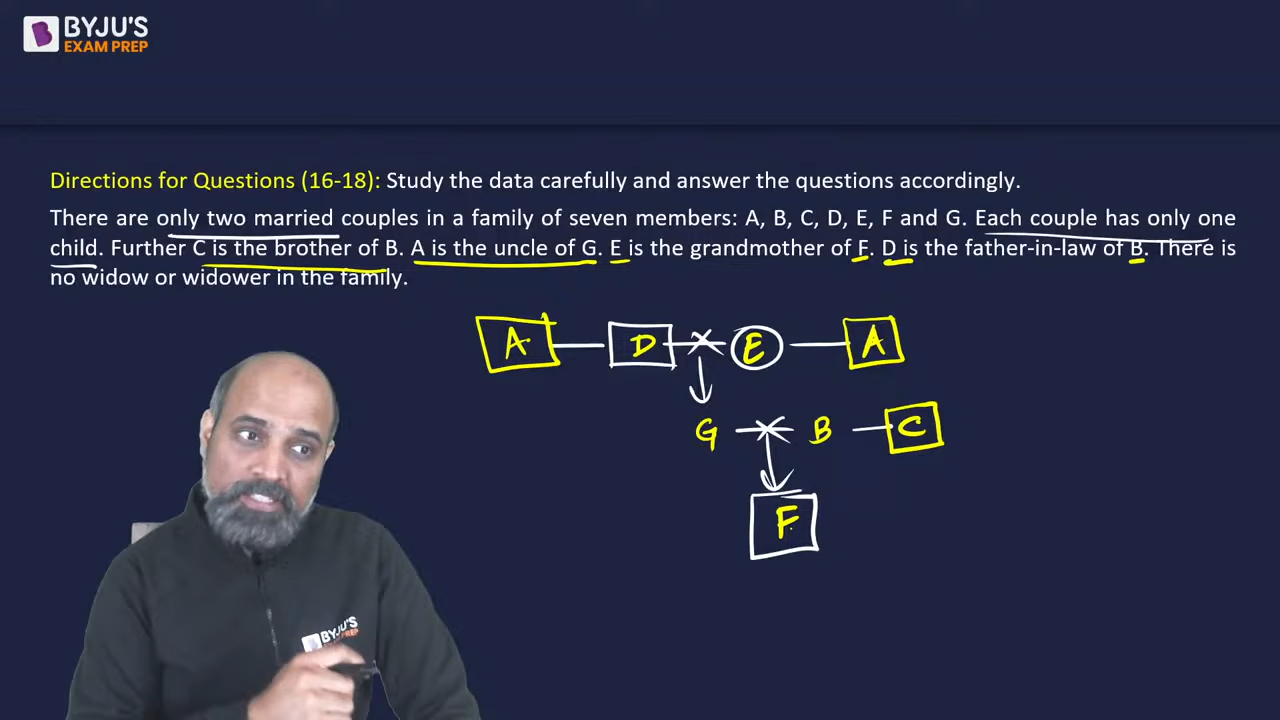 BYJU'S
EXAM PREP
Directions for Questions (16-18): Study the data carefully and answer the questions accordingly.
There are only two married couples in a family of seven members: A, B, C, D, E, F and G. Each couple has only one
child. Further C is the brother of B. A is the uncle of G. E is the grandmother of F. D is the father-in-law of B. There is
no widow or widower in the family.
A D E A
G B C
F
BYJU'S
EXAM PREP